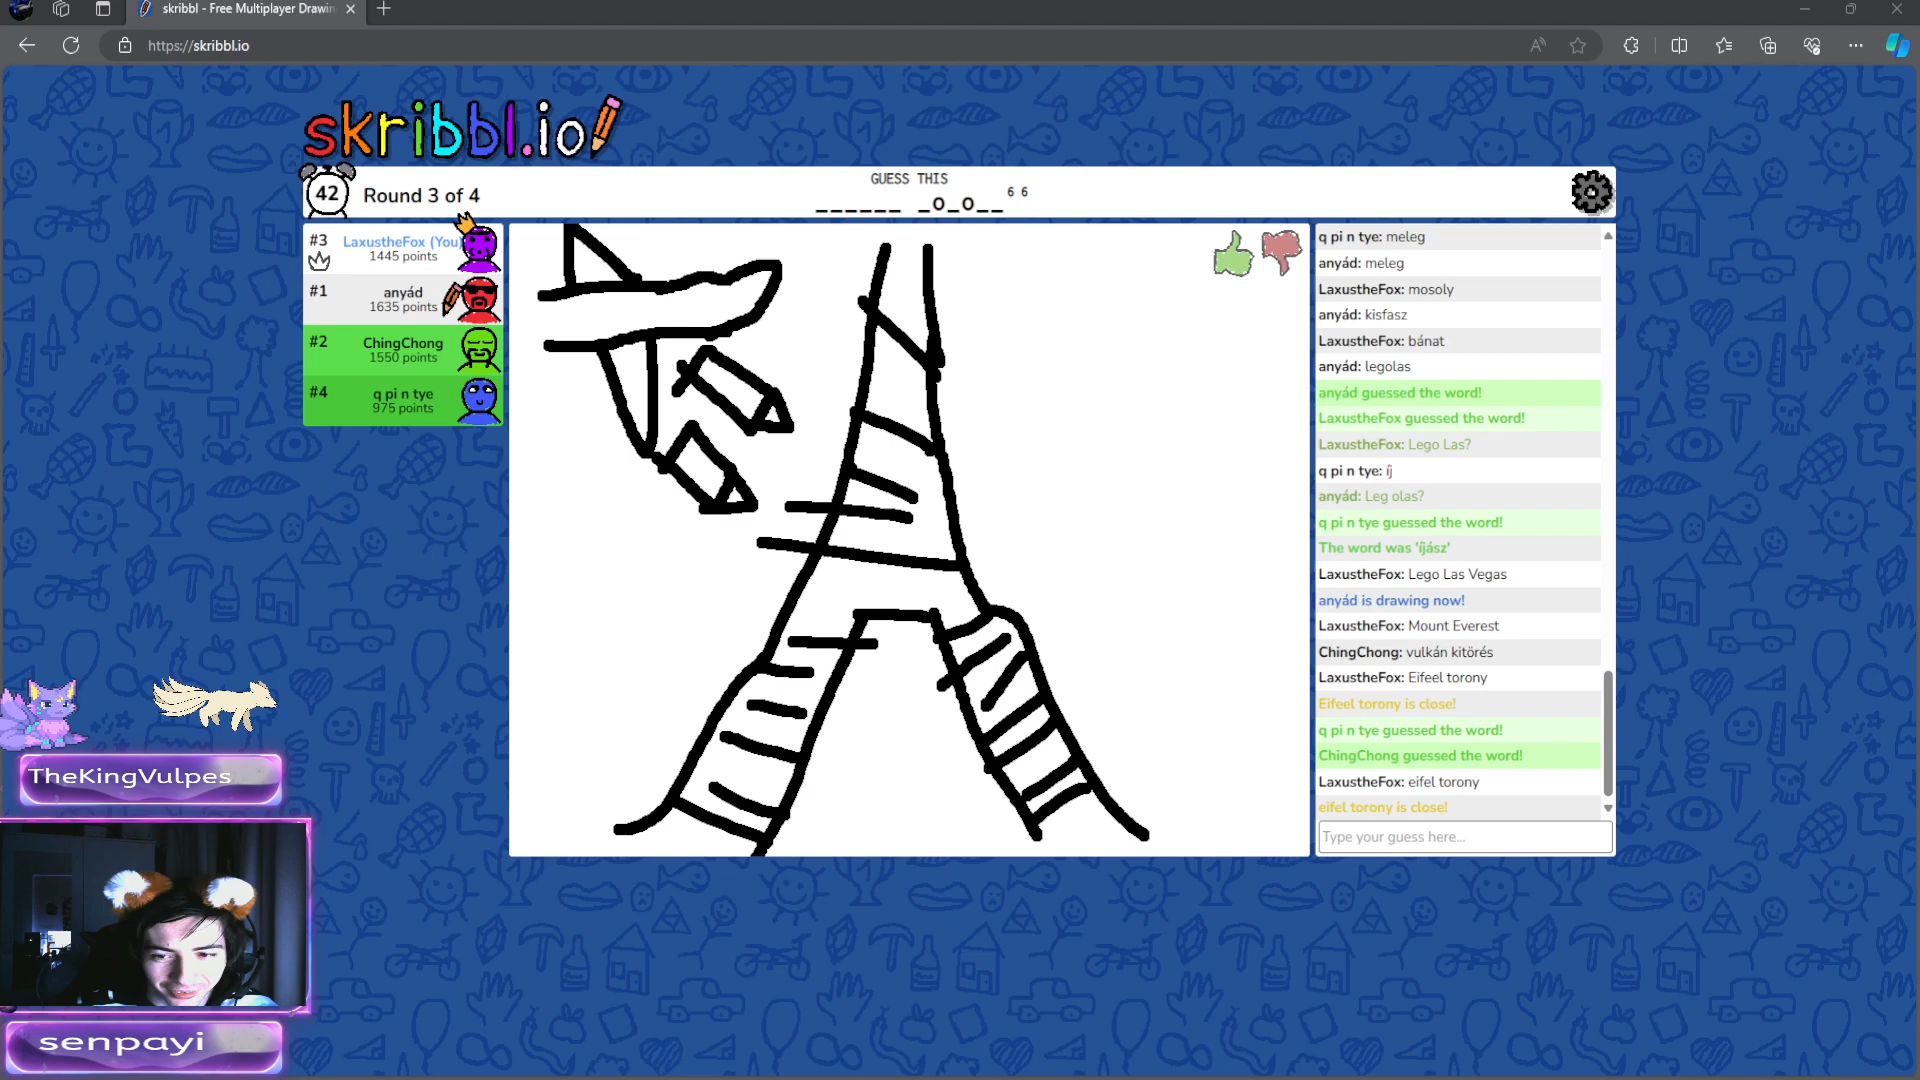 skribbl - Free Multiplayer Drawin
https://skribbl.io
skribbl.io
42
Round 3 of 4
GUESS THIS
______ _o_o__ 6 6
#3 LaxustheFox (You)
1445 points
#1 anyád
1635 points
#2 ChingChong
1550 points
#4 q pi n tye
975 points
q pi n tye: meleg
anyád: meleg
LaxustheFox: mosoly
anyád: kisfasz
LaxustheFox: bánat
anyád: legolas
anyád guessed the word!
LaxustheFox guessed the word!
LaxustheFox: Lego Las?
q pi n tye: íj
anyád: Leg olas?
q pi n tye guessed the word!
The word was 'íjász'
LaxustheFox: Lego Las Vegas
anyád is drawing now!
LaxustheFox: Mount Everest
ChingChong: vulkán kitörés
LaxustheFox: Eifeel torony
Eifeel torony is close!
q pi n tye guessed the word!
ChingChong guessed the word!
LaxustheFox: eifel torony
eifel torony is close!
Type your guess here...
TheKingVulpes
senpayi